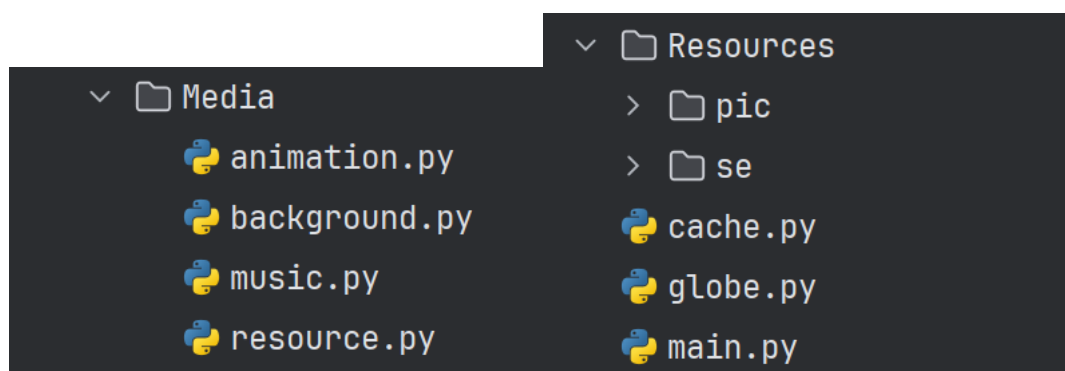 Media
animation.py
background.py
music.py
resource.py
Resources
pic
se
cache.py
globe.py
main.py